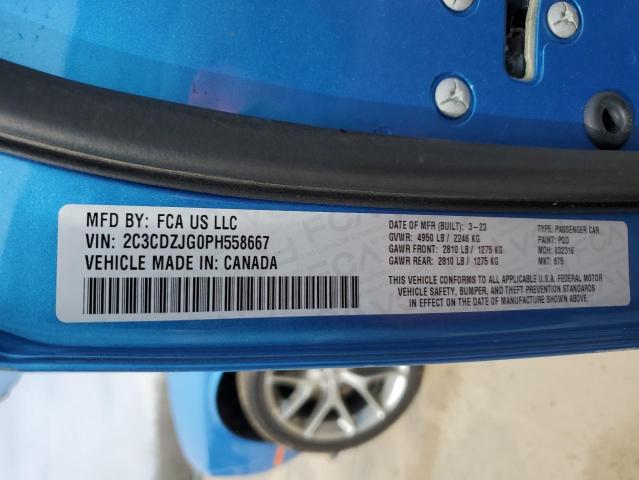 MFD BY: FCA US LLC
VIN: 2C3CDZJG0PH558667
VEHICLE MADE IN: CANADA
DATE OF MFR (BUILT): 3-23
GVWR: 4950 LB / 2246 KG
GAWR FRONT: 2810 LB / 1275 KG
GAWR REAR: 2810 LB / 1275 KG
TYPE: PASSENGER CAR
PAINT: PQD
MDH: 032316
MKT: 875
THIS VEHICLE CONFORMS TO ALL APPLICABLE U.S.A. FEDERAL MOTOR
VEHICLE SAFETY, BUMPER, AND THEFT PREVENTION STANDARDS
IN EFFECT ON THE DATE OF MANUFACTURE SHOWN ABOVE.